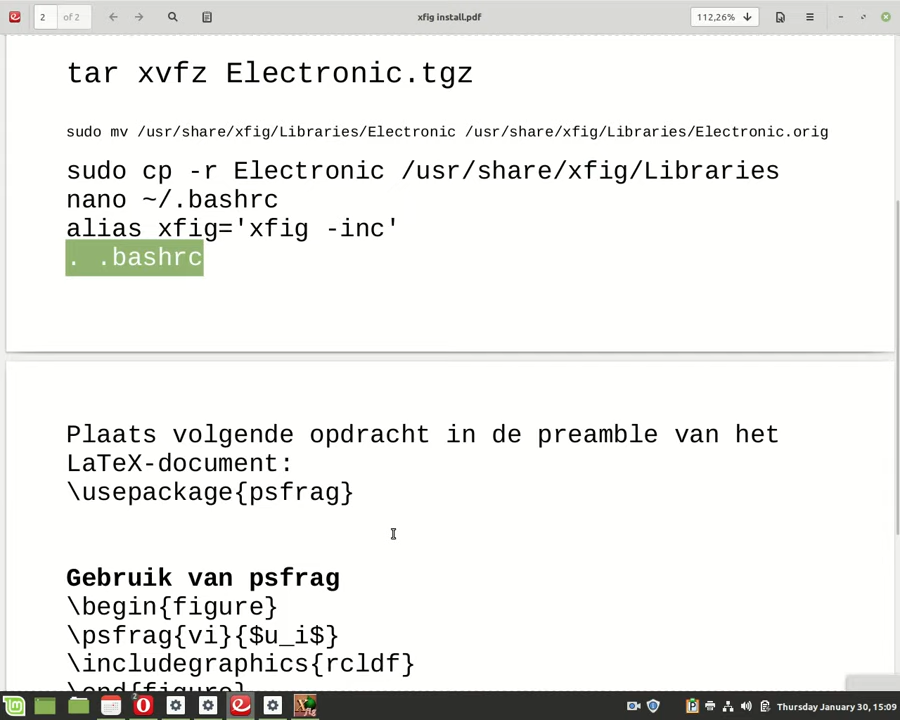 2 of 2
xfig install.pdf
112,26%
tar xvfz Electronic.tgz
sudo mv /usr/share/xfig/Libraries/Electronic /usr/share/xfig/Libraries/Electronic.orig
sudo cp -r Electronic /usr/share/xfig/Libraries
nano ~/.bashrc
alias xfig='xfig -inc'
. .bashrc
Plaats volgende opdracht in de preamble van het
LaTeX-document:
\usepackage{psfrag}
Gebruik van psfrag
\begin{figure}
\psfrag{vi}{$u_i$}
\includegraphics{rcldf}
\end{figure}
2
Thursday January 30, 15:09